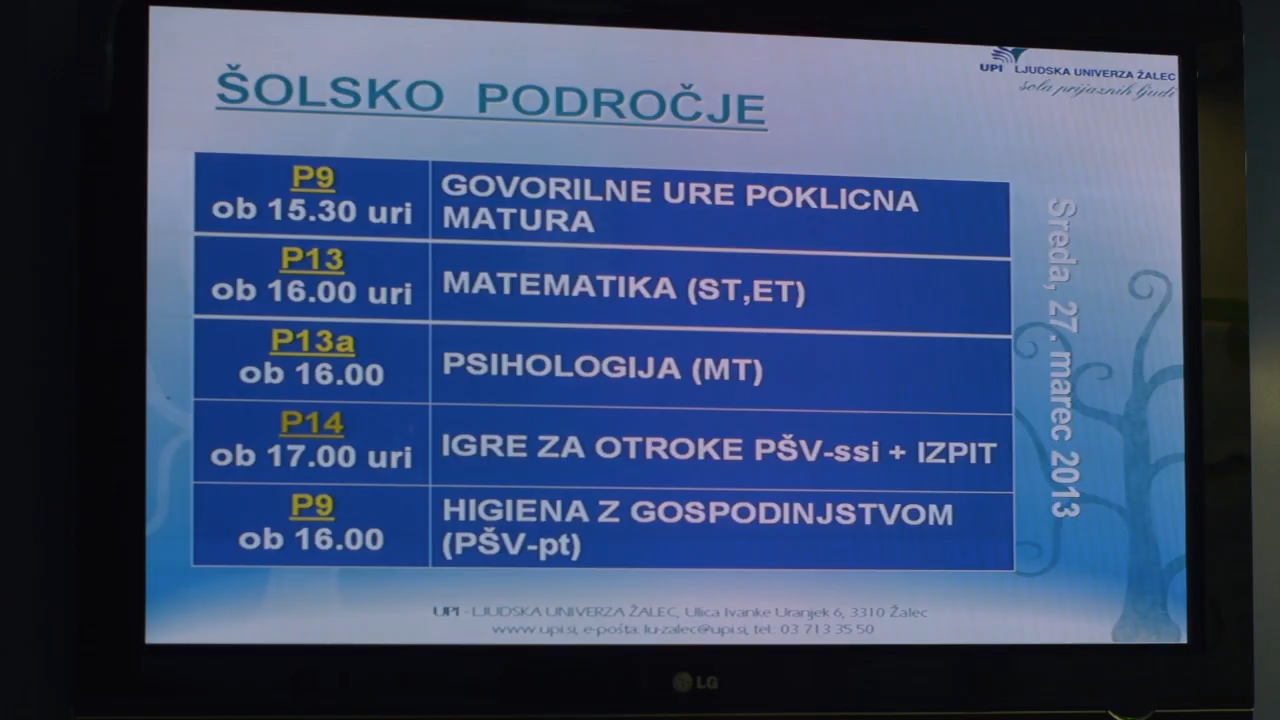 UPI LJUDSKA UNIVERZA ŽALEC
šola prijaznih ljudi
ŠOLSKO PODROČJE
P9
ob 15.30 uri
GOVORILNE URE POKLICNA
MATURA
P13
ob 16.00 uri
MATEMATIKA (ST,ET)
P13a
ob 16.00
PSIHOLOGIJA (MT)
P14
ob 17.00 uri
IGRE ZA OTROKE PŠV-ssi + IZPIT
P9
ob 16.00
HIGIENA Z GOSPODINJSTVOM
(PŠV-pt)
Sreda, 27. marec 2013
UPI - LJUDSKA UNIVERZA ŽALEC, Ulica Ivanke Uranjek 6, 3310 Žalec
www.upi.si, e-pošta: lu-zalec@upi.si, tel.: 03 713 35 50
LG